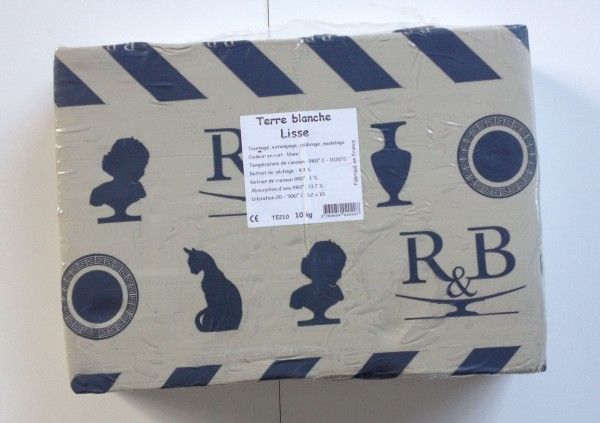 R&B
Terre blanche
Lisse
Tournage, estampage, calibrage, modelage
Couleur en cuit : blanc
Température de cuisson : 980° C - 1020°C
Retrait de séchage : 4.9 %
Retrait de cuisson 980° : 1 %
Absorption d'eau 980° : 13.7 %
Dilatation 20 - 500° C : 62 x 10
CE TE210 10 kg
Fabriqué en France
R
R&B